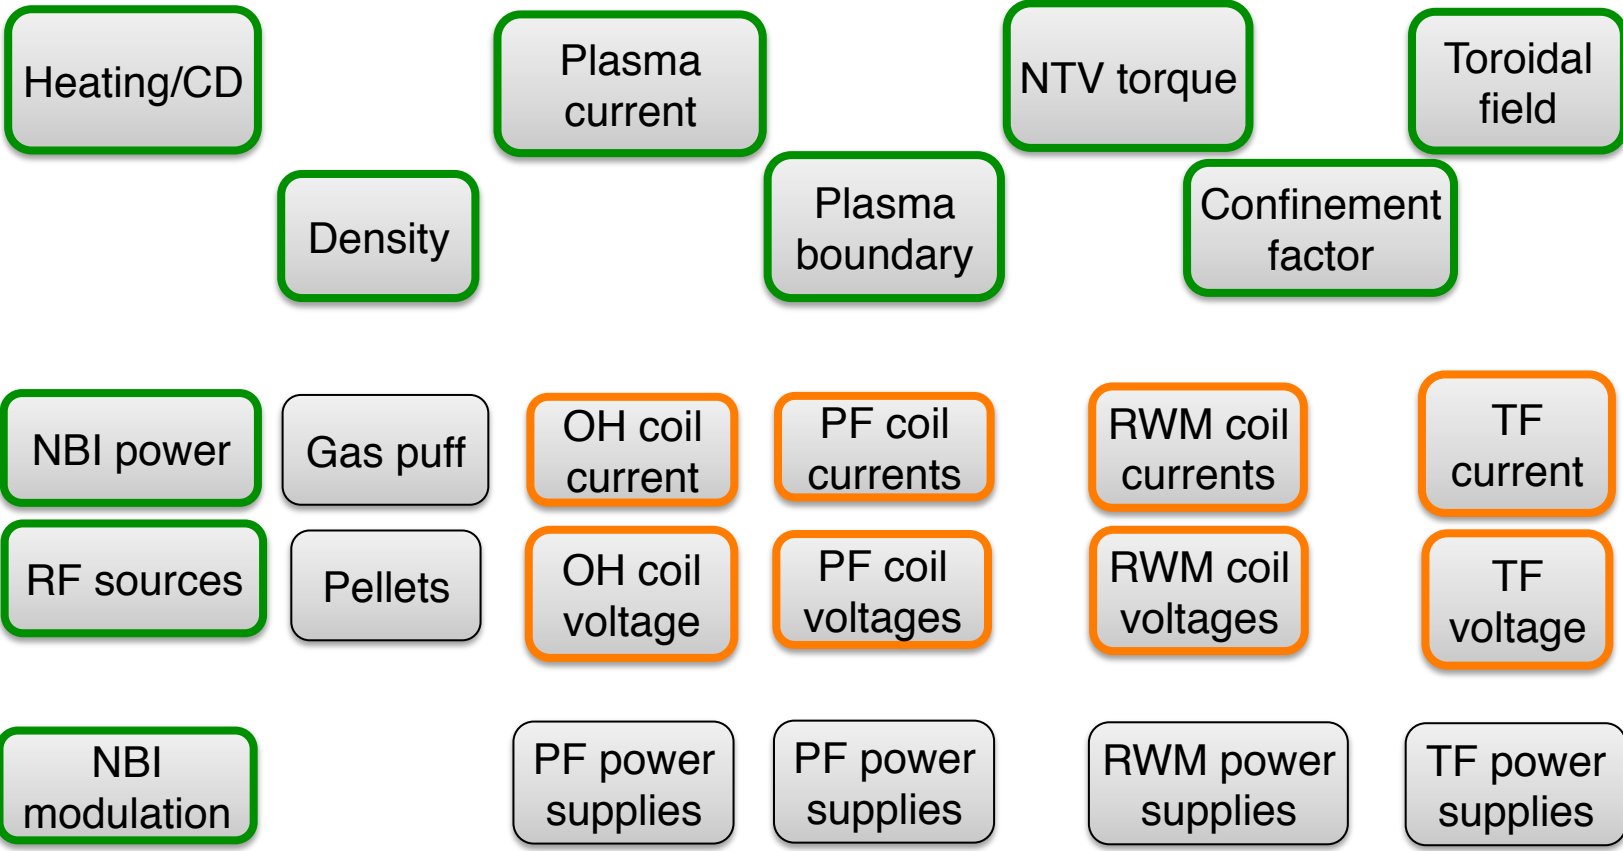 Heating/CD
Plasma
current
NTV torque
Toroidal
field
Density
Plasma
boundary
Confinement
factor
NBI power
Gas puff
OH coil
current
PF coil
currents
RWM coil
currents
TF
current
RF sources
Pellets
OH coil
voltage
PF coil
voltages
RWM coil
voltages
TF
voltage
NBI
modulation
PF power
supplies
PF power
supplies
RWM power
supplies
TF power
supplies